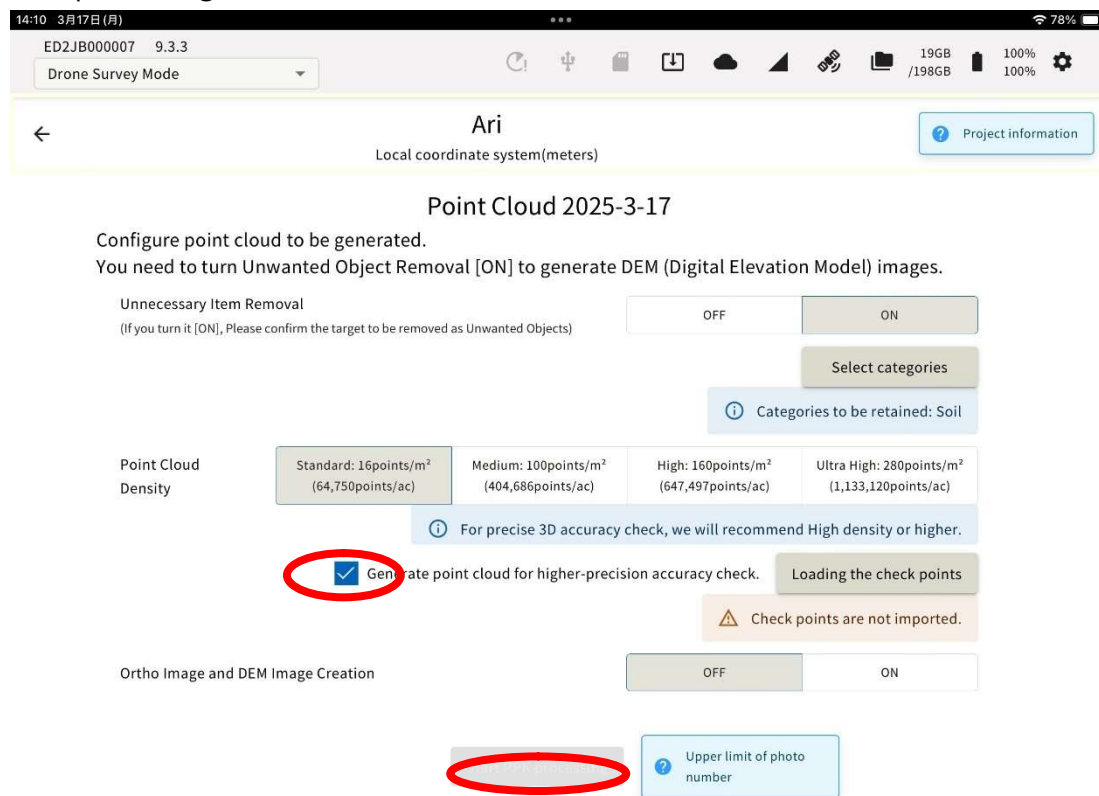 14:10 3月17日(月)
78%
ED2JB000007 9.3.3
Drone Survey Mode
19GB
/198GB
100%
100%
Ari
Local coordinate system(meters)
Project information
Point Cloud 2025-3-17
Configure point cloud to be generated.
You need to turn Unwanted Object Removal [ON] to generate DEM (Digital Elevation Model) images.
Unnecessary Item Removal
(If you turn it [ON], Please confirm the target to be removed as Unwanted Objects)
OFF
ON
Select categories
Categories to be retained: Soil
Point Cloud
Density
Standard: 16points/m²
(64,750points/ac)
Medium: 100points/m²
(404,686points/ac)
High: 160points/m²
(647,497points/ac)
Ultra High: 280points/m²
(1,133,120points/ac)
For precise 3D accuracy check, we will recommend High density or higher.
Generate point cloud for higher-precision accuracy check.
Loading the check points
Check points are not imported.
Ortho Image and DEM Image Creation
OFF
ON
Upper limit of photo
number